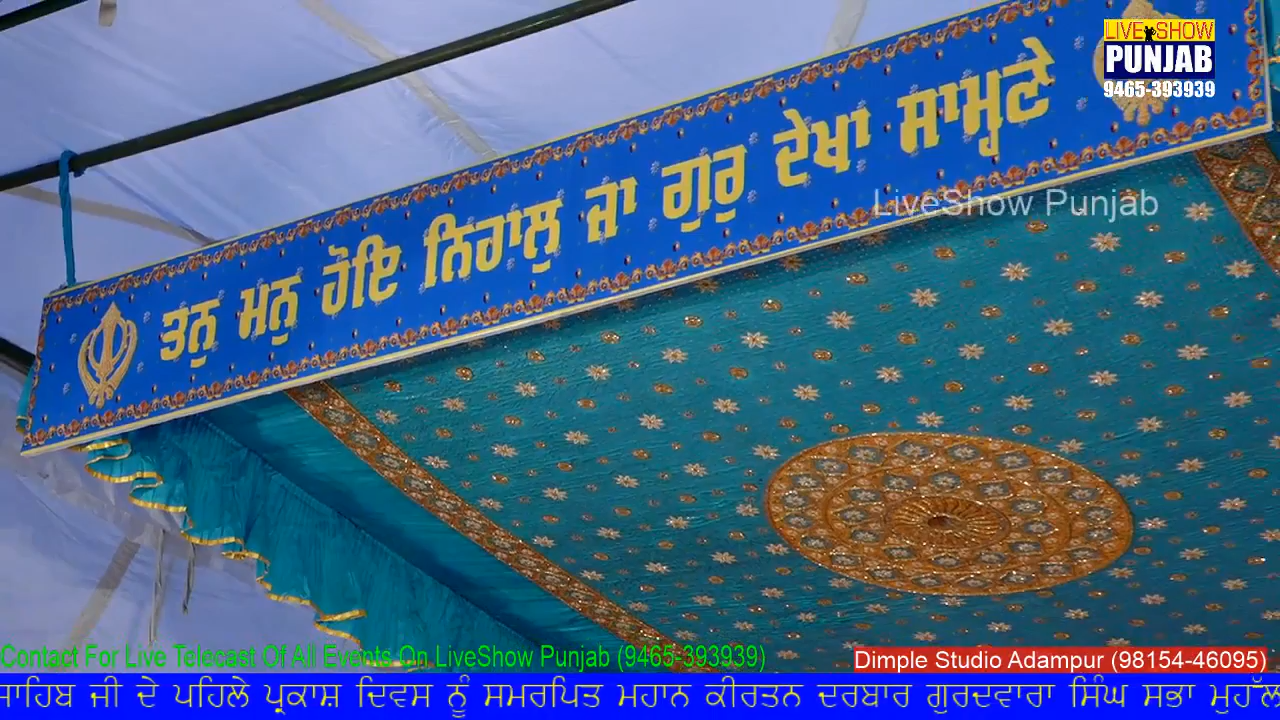 LIVE SHOW
PUNJAB
9465-393939
ਤਨੁ ਮਨੁ ਹੋਇ ਨਿਹਾਲੁ ਜਾ ਗੁਰੁ ਦੇਖਾਂ ਸਾਮ੍ਹਣੇ
LiveShow Punjab
Contact For Live Telecast Of All Events On LiveShow Punjab (9465-393939)
Dimple Studio Adampur (98154-46095)
ਜਾਹਿਬ ਜੀ ਦੇ ਪਹਿਲੇ ਪ੍ਰਕਾਸ਼ ਦਿਵਸ ਨੂੰ ਸਮਰਪਿਤ ਮਹਾਨ ਕੀਰਤਨ ਦਰਬਾਰ ਗੁਰਦਵਾਰਾ ਸਿੰਘ ਸਭਾ ਮੁਹੱਲ